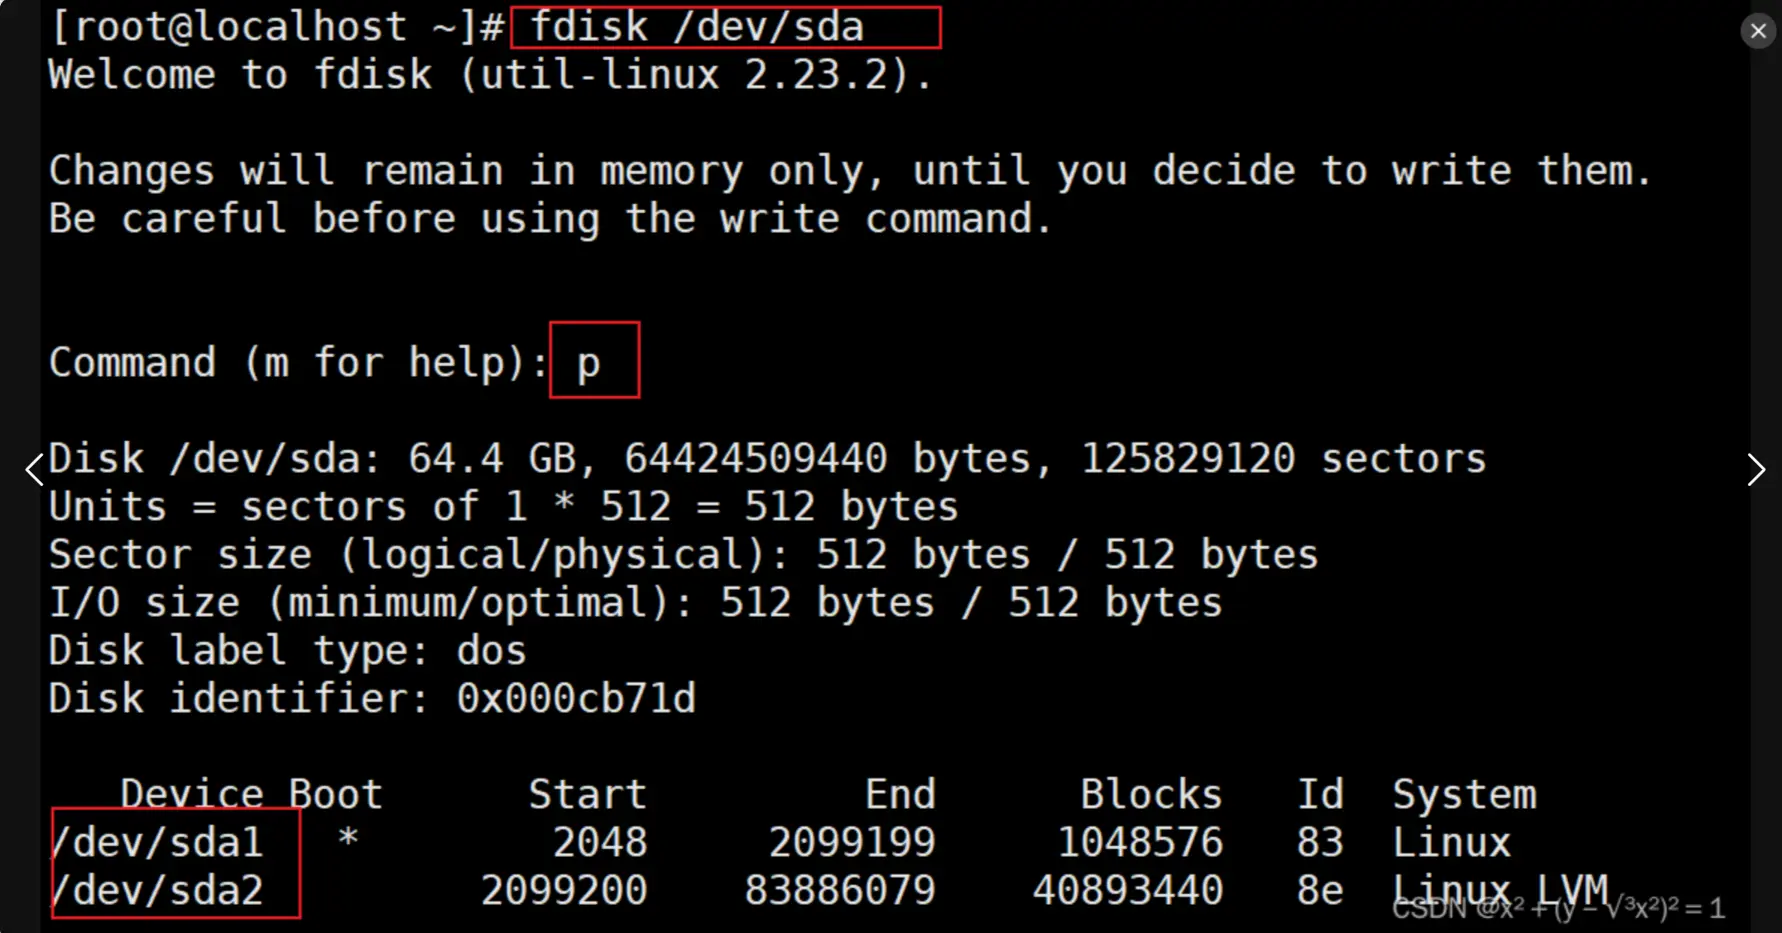 [root@localhost ~]# fdisk /dev/sda
Welcome to fdisk (util-linux 2.23.2).
Changes will remain in memory only, until you decide to write them.
Be careful before using the write command.
Command (m for help): p
Disk /dev/sda: 64.4 GB, 64424509440 bytes, 125829120 sectors
Units = sectors of 1 * 512 = 512 bytes
Sector size (logical/physical): 512 bytes / 512 bytes
I/O size (minimum/optimal): 512 bytes / 512 bytes
Disk label type: dos
Disk identifier: 0x000cb71d
Device Boot Start End Blocks Id System
/dev/sda1 * 2048 2099199 1048576 83 Linux
/dev/sda2 2099200 83886079 40893440 8e Linux LVM
CSDN @x² + (y – √³x²)² = 1